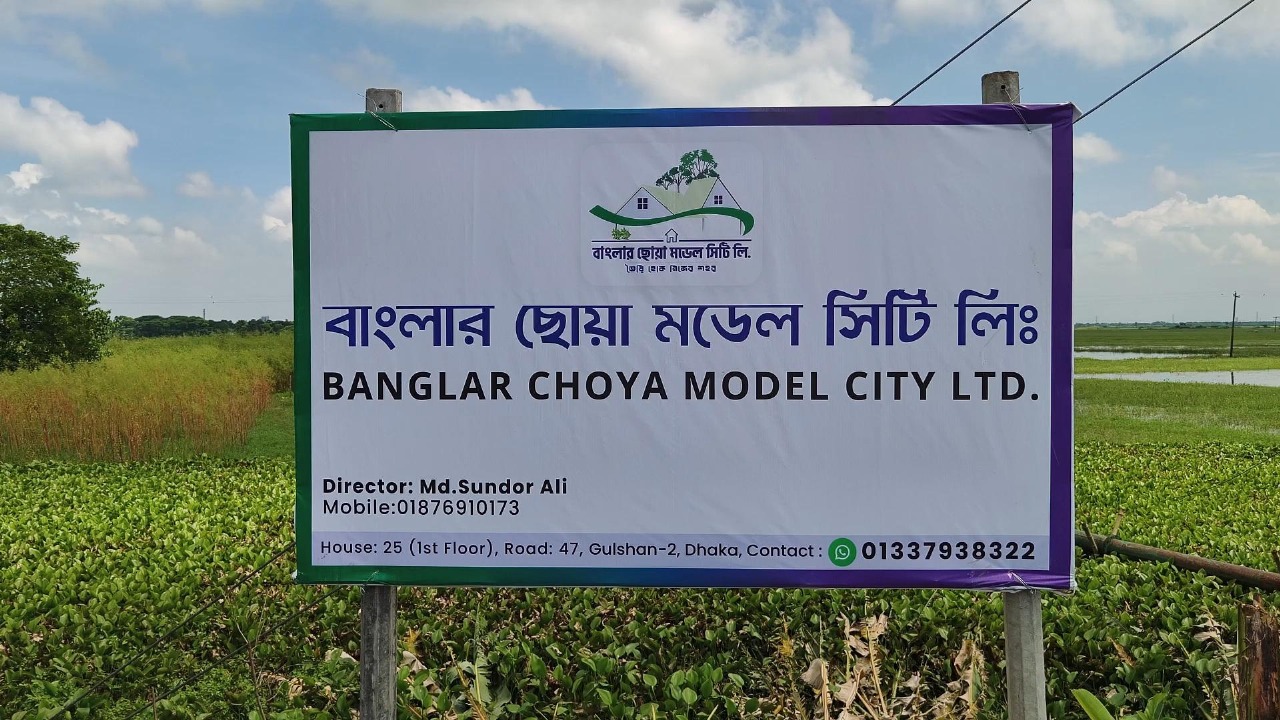 বাংলার ছোয়া মডেল সিটি লি.
তৈরি হোক নিজের শহর
বাংলার ছোয়া মডেল সিটি লিঃ
BANGLAR CHOYA MODEL CITY LTD.
Director: Md.Sundor Ali
Mobile:01876910173
House: 25 (1st Floor), Road: 47, Gulshan-2, Dhaka, Contact : 01337938322